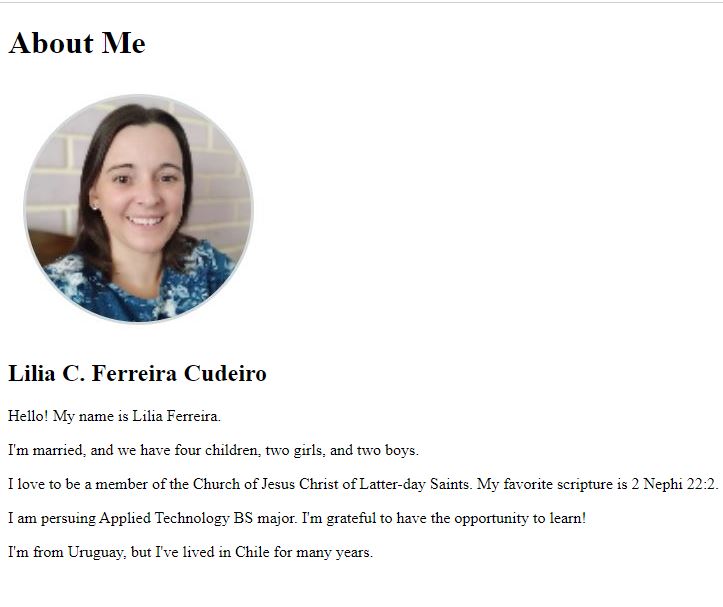 About Me
Lilia C. Ferreira Cudeiro
Hello! My name is Lilia Ferreira.
I'm married, and we have four children, two girls, and two boys.
I love to be a member of the Church of Jesus Christ of Latter-day Saints. My favorite scripture is 2 Nephi 22:2.
I am persuing Applied Technology BS major. I'm grateful to have the opportunity to learn!
I'm from Uruguay, but I've lived in Chile for many years.